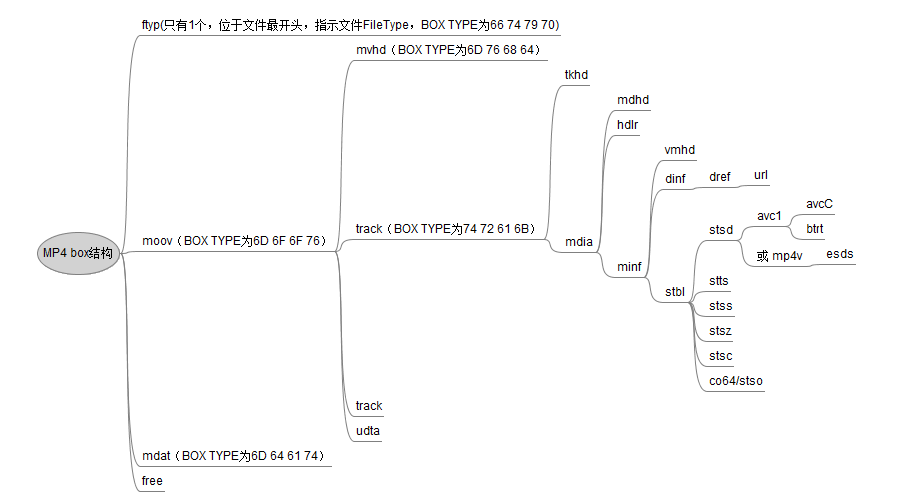 ftyp(只有1个，位于文件最开头，指示文件FileType，BOX TYPE为66 74 79 70)
mvhd（BOX TYPE为6D 76 68 64）
tkhd
mdhd
hdlr
vmhd
dinf
dref
url
avcC
avc1
btrt
stsd
或 mp4v
esds
track（BOX TYPE为74 72 61 6B）
moov（BOX TYPE为6D 6F 6F 76）
mdia
MP4 box结构
minf
stbl
stts
stss
stsz
stsc
co64/stso
track
udta
mdat（BOX TYPE为6D 64 61 74）
free